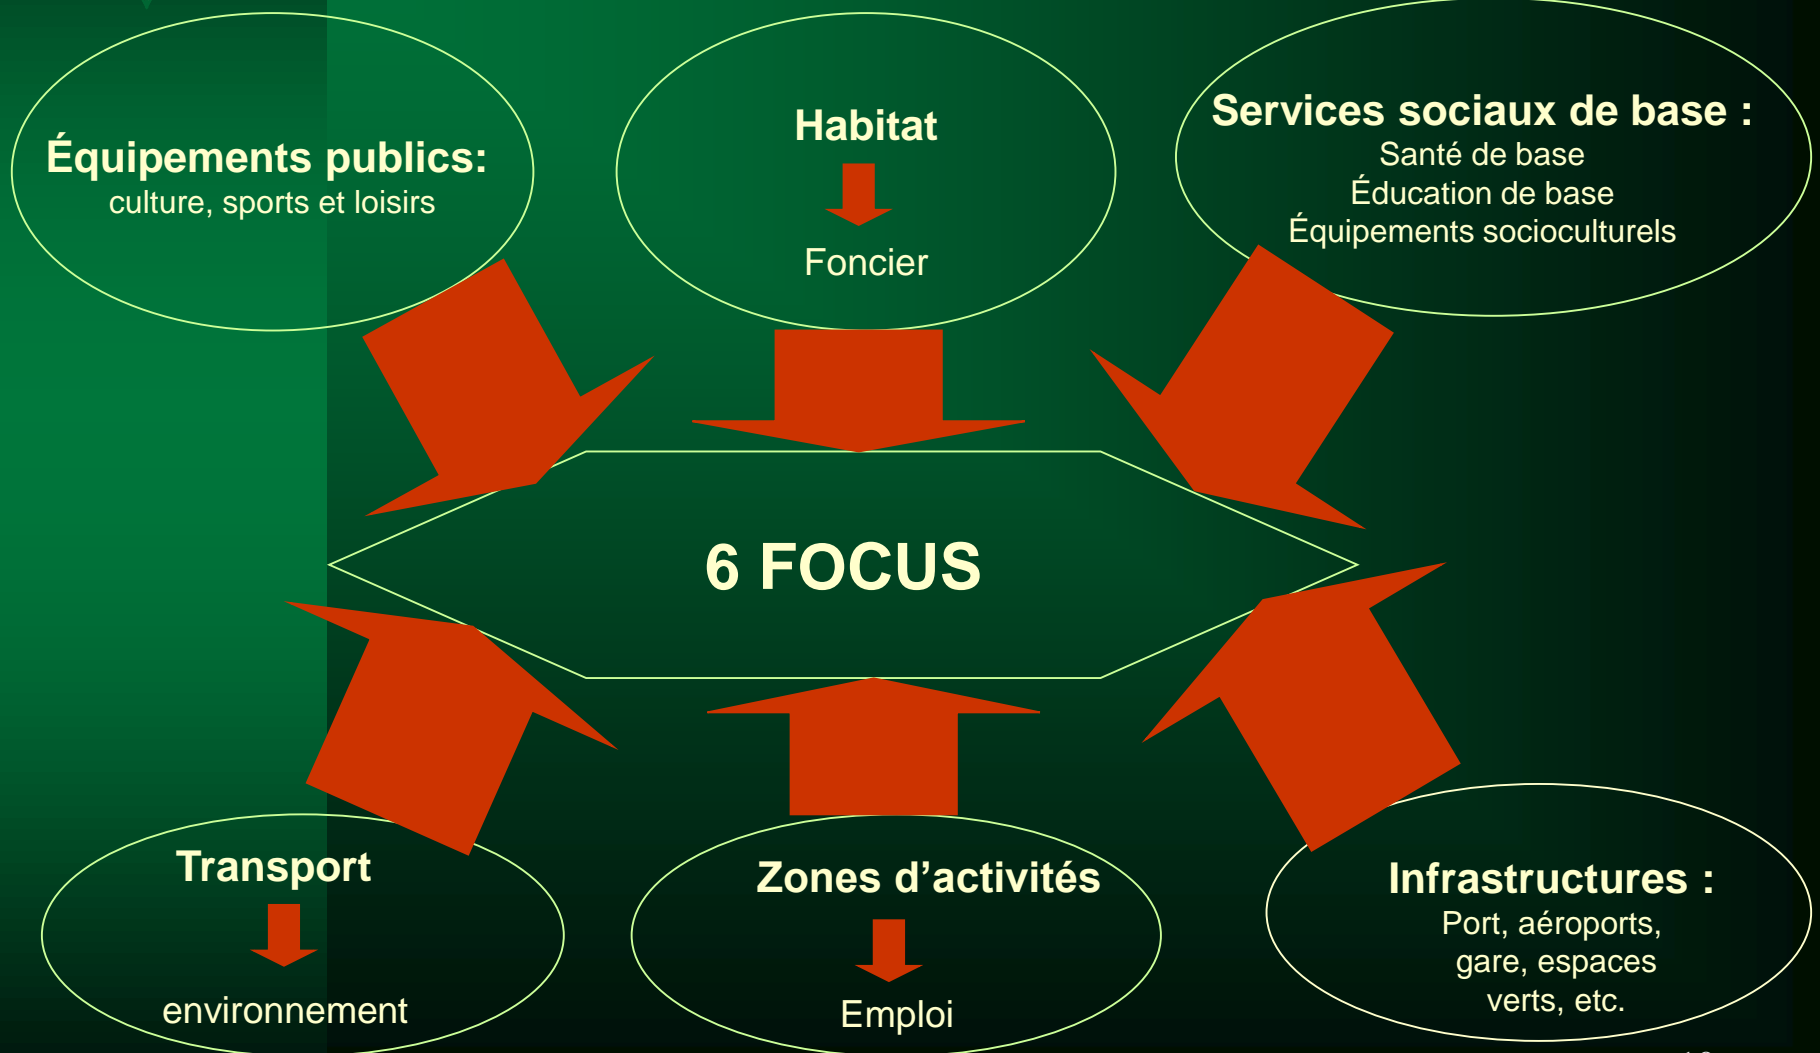 Équipements publics:
culture, sports et loisirs
Habitat
Foncier
Services sociaux de base :
Santé de base
Éducation de base
Équipements socioculturels
6 FOCUS
Transport
environnement
Zones d’activités
Emploi
Infrastructures :
Port, aéroports,
gare, espaces
verts, etc.